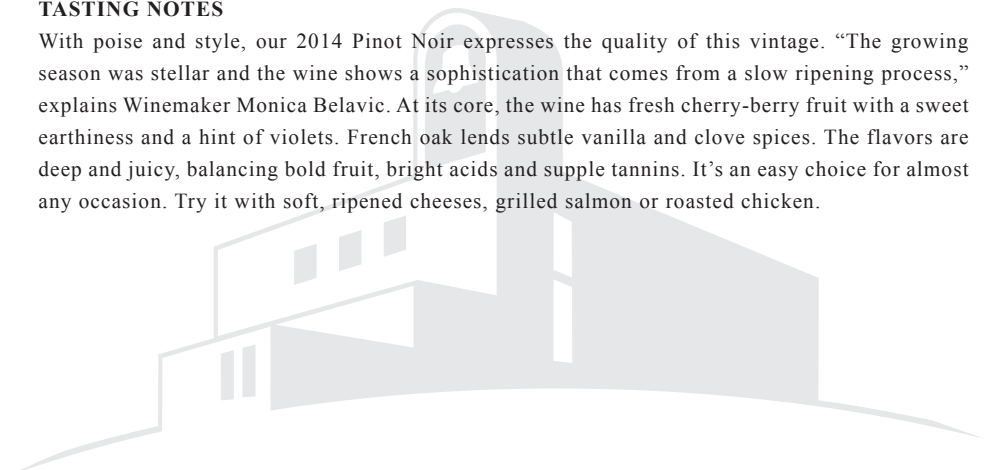 TASTING NOTES
With poise and style, our 2014 Pinot Noir expresses the quality of this vintage. “The growing
season was stellar and the wine shows a sophistication that comes from a slow ripening process,”
explains Winemaker Monica Belavic. At its core, the wine has fresh cherry-berry fruit with a sweet
earthiness and a hint of violets. French oak lends subtle vanilla and clove spices. The flavors are
deep and juicy, balancing bold fruit, bright acids and supple tannins. It’s an easy choice for almost
any occasion. Try it with soft, ripened cheeses, grilled salmon or roasted chicken.